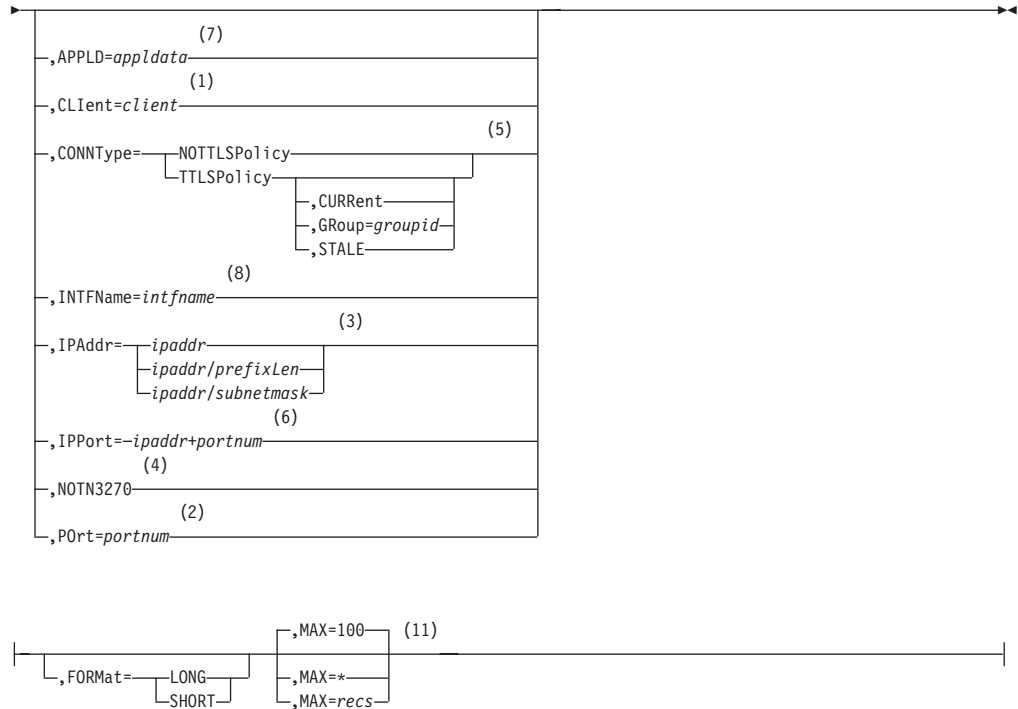 (7)
,APPLD=appldata
(1)
,CLIent=client
(5)
,CONNType= NOTTLSPolicy
TTLSPolicy
,CURRent
,GRoup=groupid
,STALE
(8)
,INTFName=intfname
(3)
,IPAddr= ipaddr
ipaddr/prefixLen
ipaddr/subnetmask
(6)
,IPPort=ipaddr+portnum
(4)
,NOTN3270
(2)
,POrt=portnum
,MAX=100 (11)
,FORMat= LONG ,MAX=*
SHORT ,MAX=recs